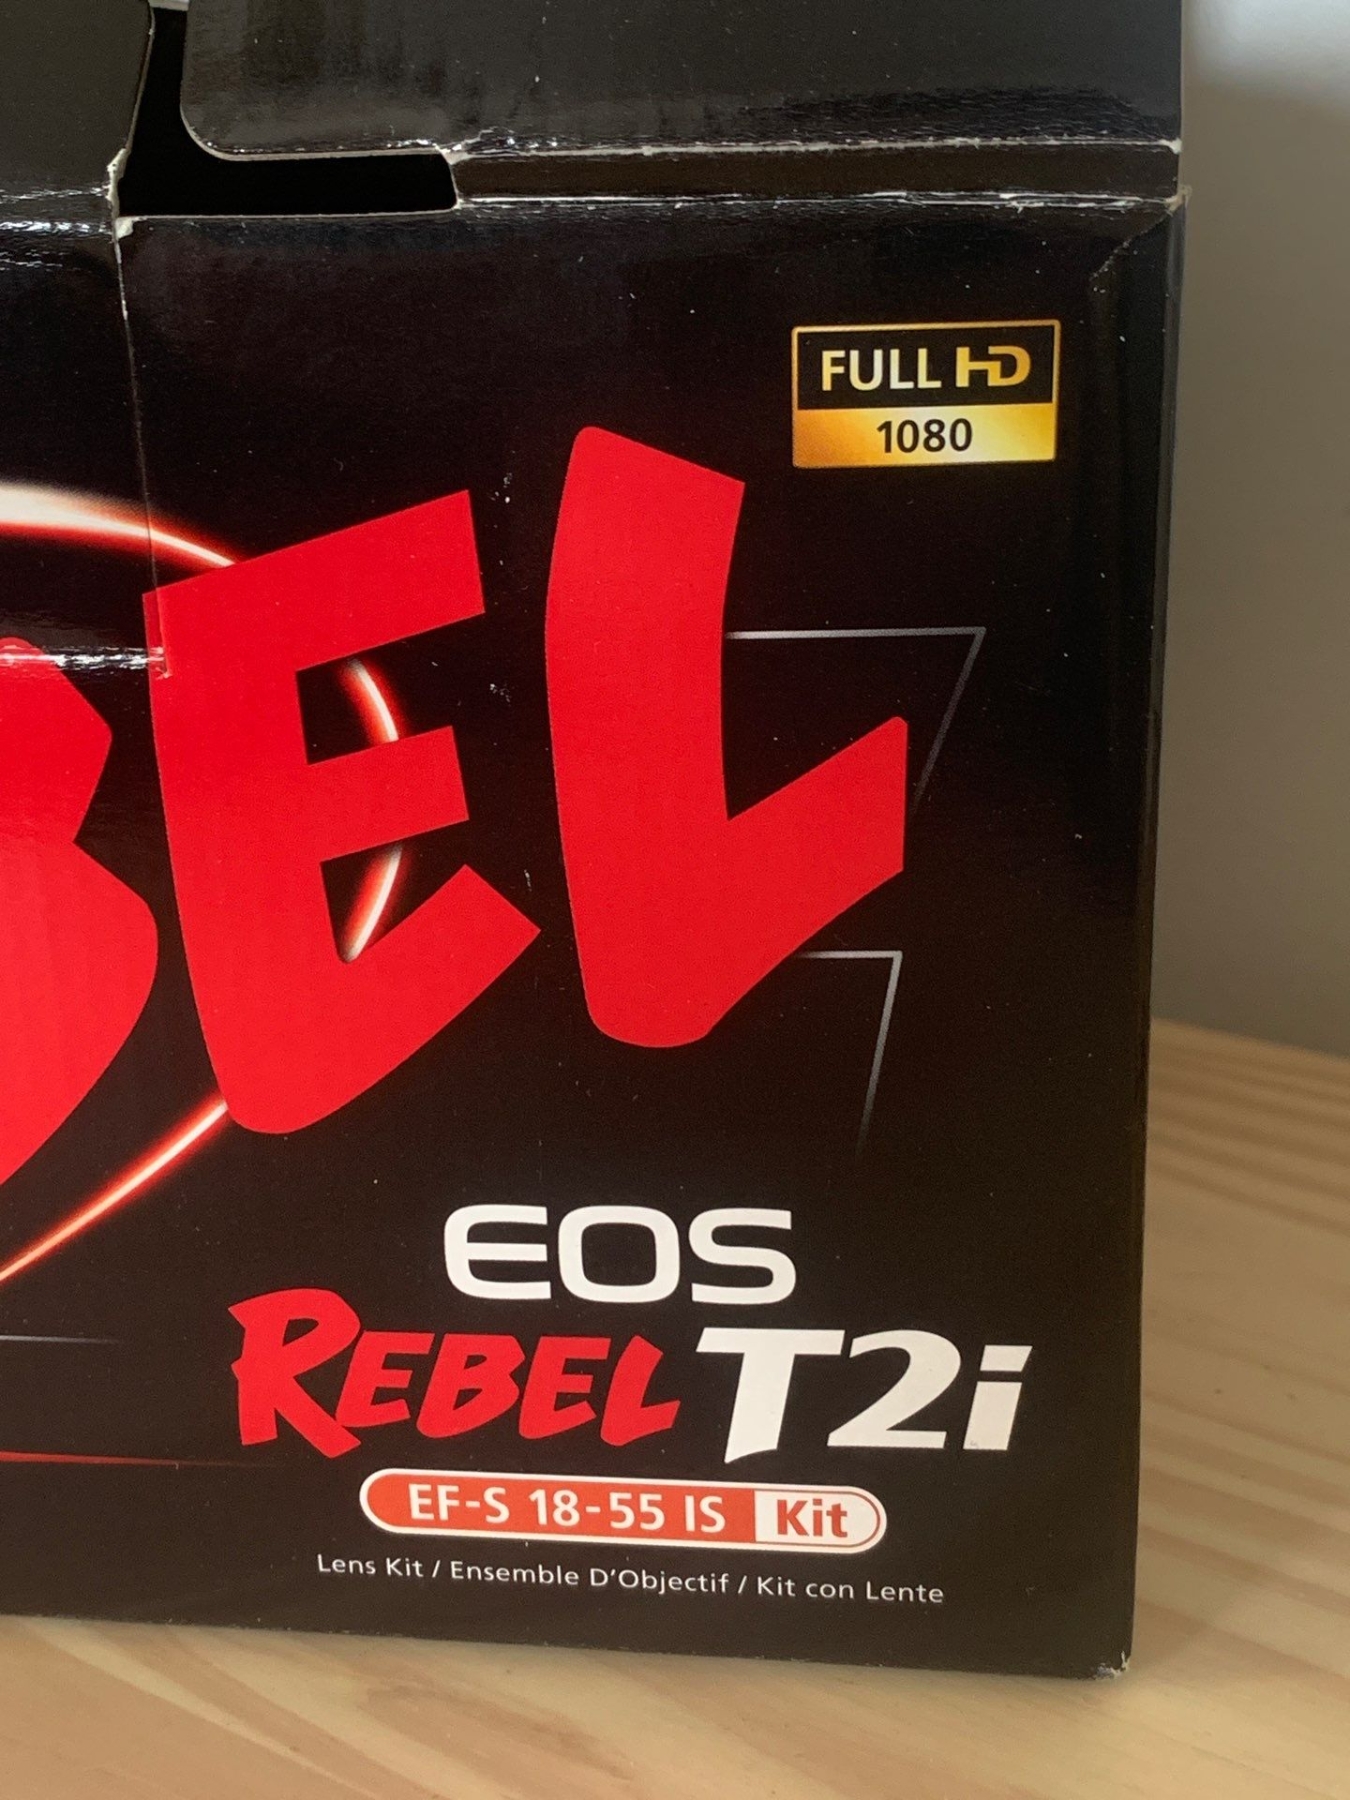 FULL HD
1080
BEL
EOS
REBEL T2i
EF-S 18-55 IS Kit
Lens Kit / Ensemble D'Objectif / Kit con Lente